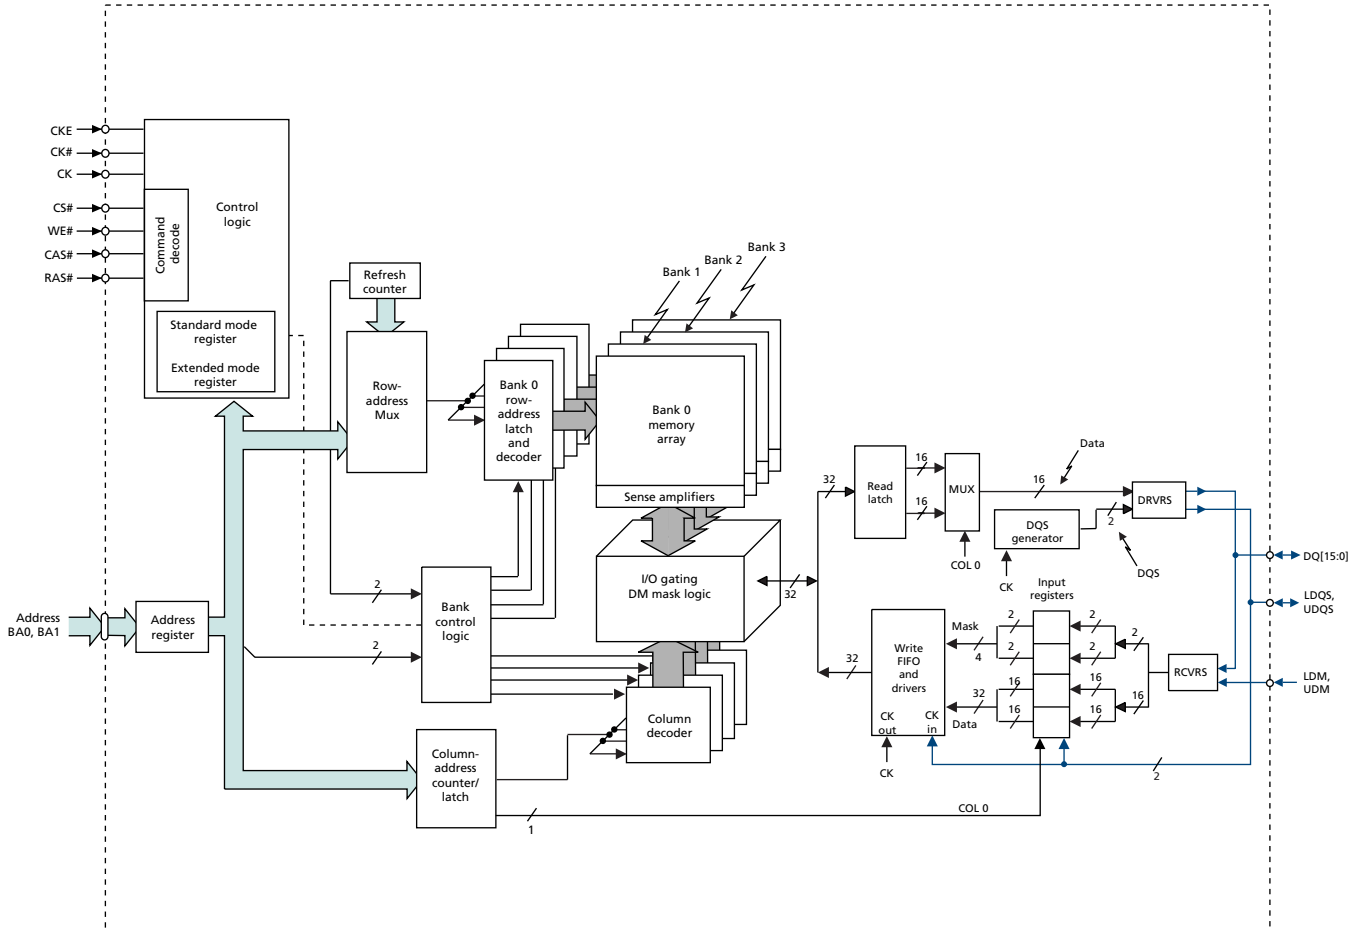 CKE
CK#
CK
CS#
WE#
CAS#
RAS#
Command
decode
Control
logic
Standard mode
register
Extended mode
register
Refresh
counter
Row-
address
Mux
Bank 0
row-
address
latch
and
decoder
Bank 1
Bank 2
Bank 3
Bank 0
memory
array
Sense amplifiers
I/O gating
DM mask logic
32
Address
BA0, BA1
Address
register
2
2
Bank
control
logic
Column
decoder
Column-
address
counter/
latch
1
COL 0
32
Read
latch
16
16
MUX
COL 0
16
Data
DQS
generator
CK
2
DQS
DRVRS
DQ[15:0]
LDQS,
UDQS
LDM,
UDM
RCVRS
Input
registers
2
2
2
2
2
16
16
16
16
16
Mask
4
32
Data
Write
FIFO
and
drivers
CK
out
CK
in
CK
32
2